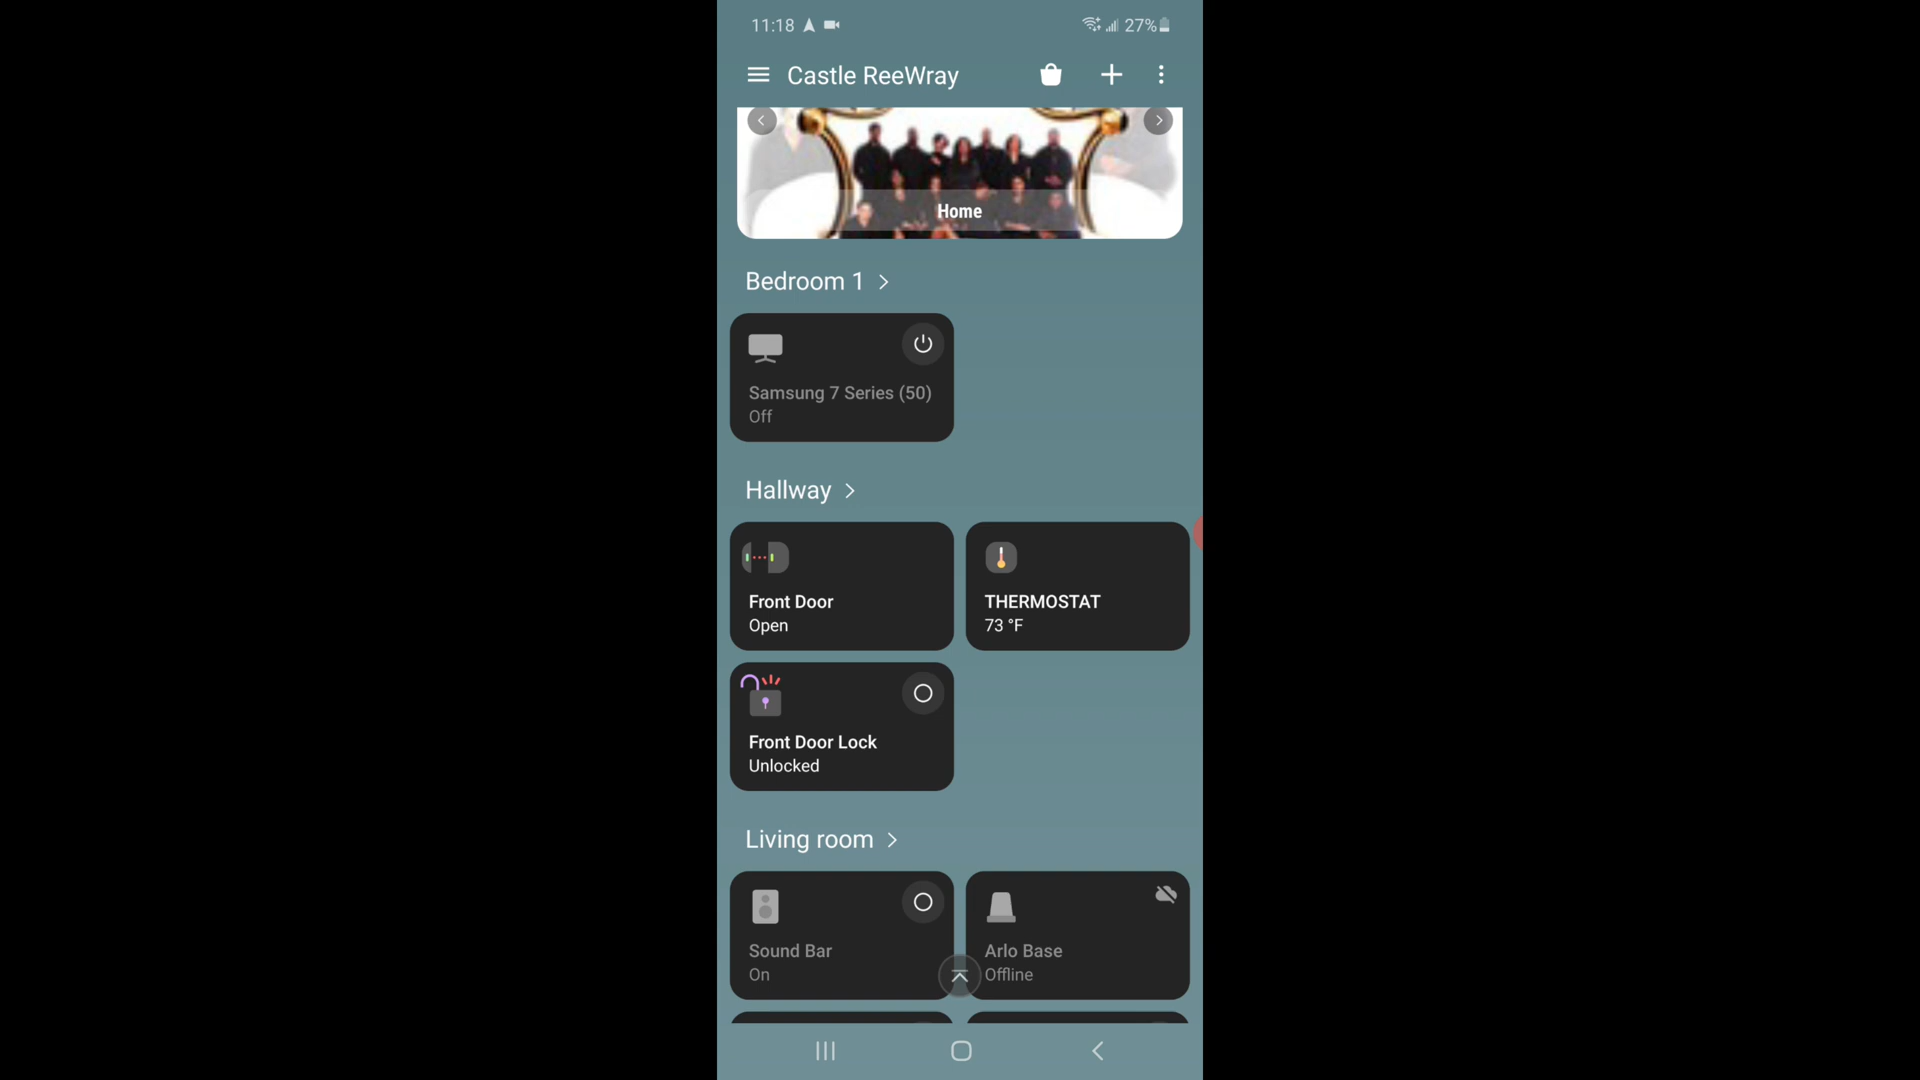 11:18
27%
Castle ReeWray
Home
Bedroom 1
Samsung 7 Series (50)
Off
Hallway
Front Door
Open
THERMOSTAT
73 °F
Front Door Lock
Unlocked
Living room
Sound Bar
On
Arlo Base
Offline